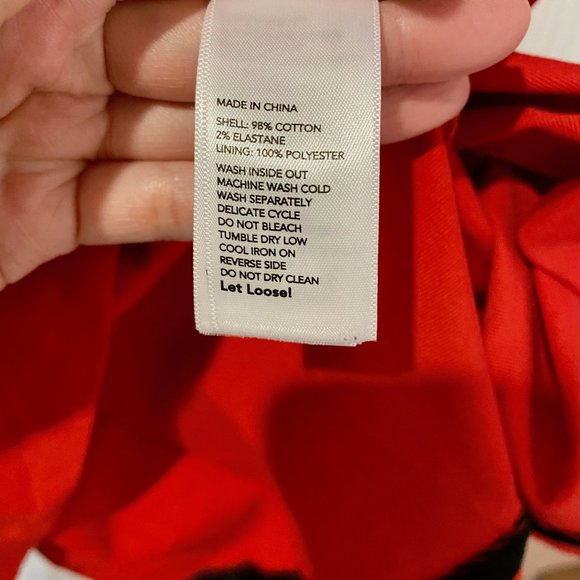 MADE IN CHINA
SHELL: 98% COTTON
2% ELASTANE
LINING: 100% POLYESTER
WASH INSIDE OUT
MACHINE WASH COLD
WASH SEPARATELY
DELICATE CYCLE
DO NOT BLEACH
TUMBLE DRY LOW
COOL IRON ON
REVERSE SIDE
DO NOT DRY CLEAN
Let Loose!